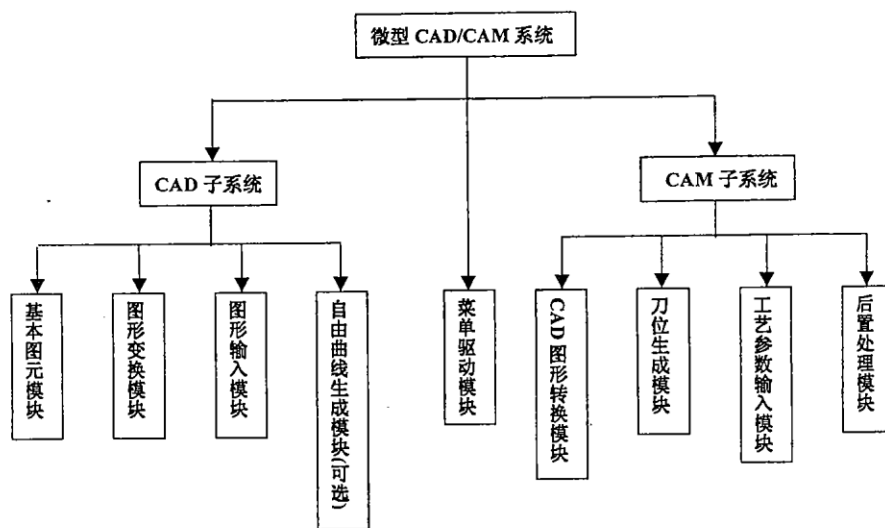 微型 CAD/CAM 系统
CAD 子系统
CAM 子系统
基本图元模块
图形变换模块
图形输入模块
自由曲线生成模块(可选)
菜单驱动模块
CAD 图形转换模块
刀位生成模块
工艺参数输入模块
后置处理模块